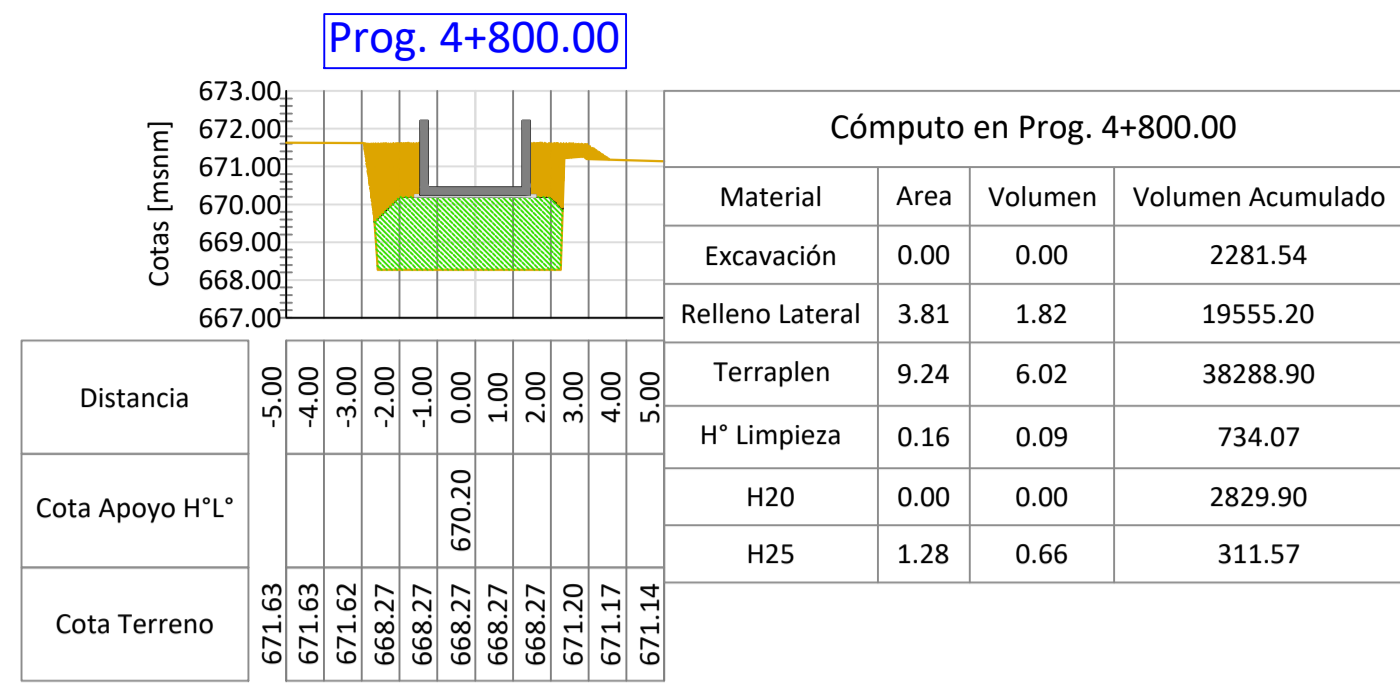 Prog. 4+800.00
673.00
672.00
671.00
670.00
669.00
668.00
667.00
Cotas [msnm]
Cómputo en Prog. 4+800.00
Material Area Volumen Volumen Acumulado
Excavación 0.00 0.00 2281.54
Relleno Lateral 3.81 1.82 19555.20
Terraplen 9.24 6.02 38288.90
H° Limpieza 0.16 0.09 734.07
H20 0.00 0.00 2829.90
H25 1.28 0.66 311.57
Distancia -5.00 -4.00 -3.00 -2.00 -1.00 0.00 1.00 2.00 3.00 4.00 5.00
Cota Apoyo H°L° 670.20
Cota Terreno 671.63 671.63 671.62 668.27 668.27 668.27 668.27 668.27 671.20 671.17 671.14